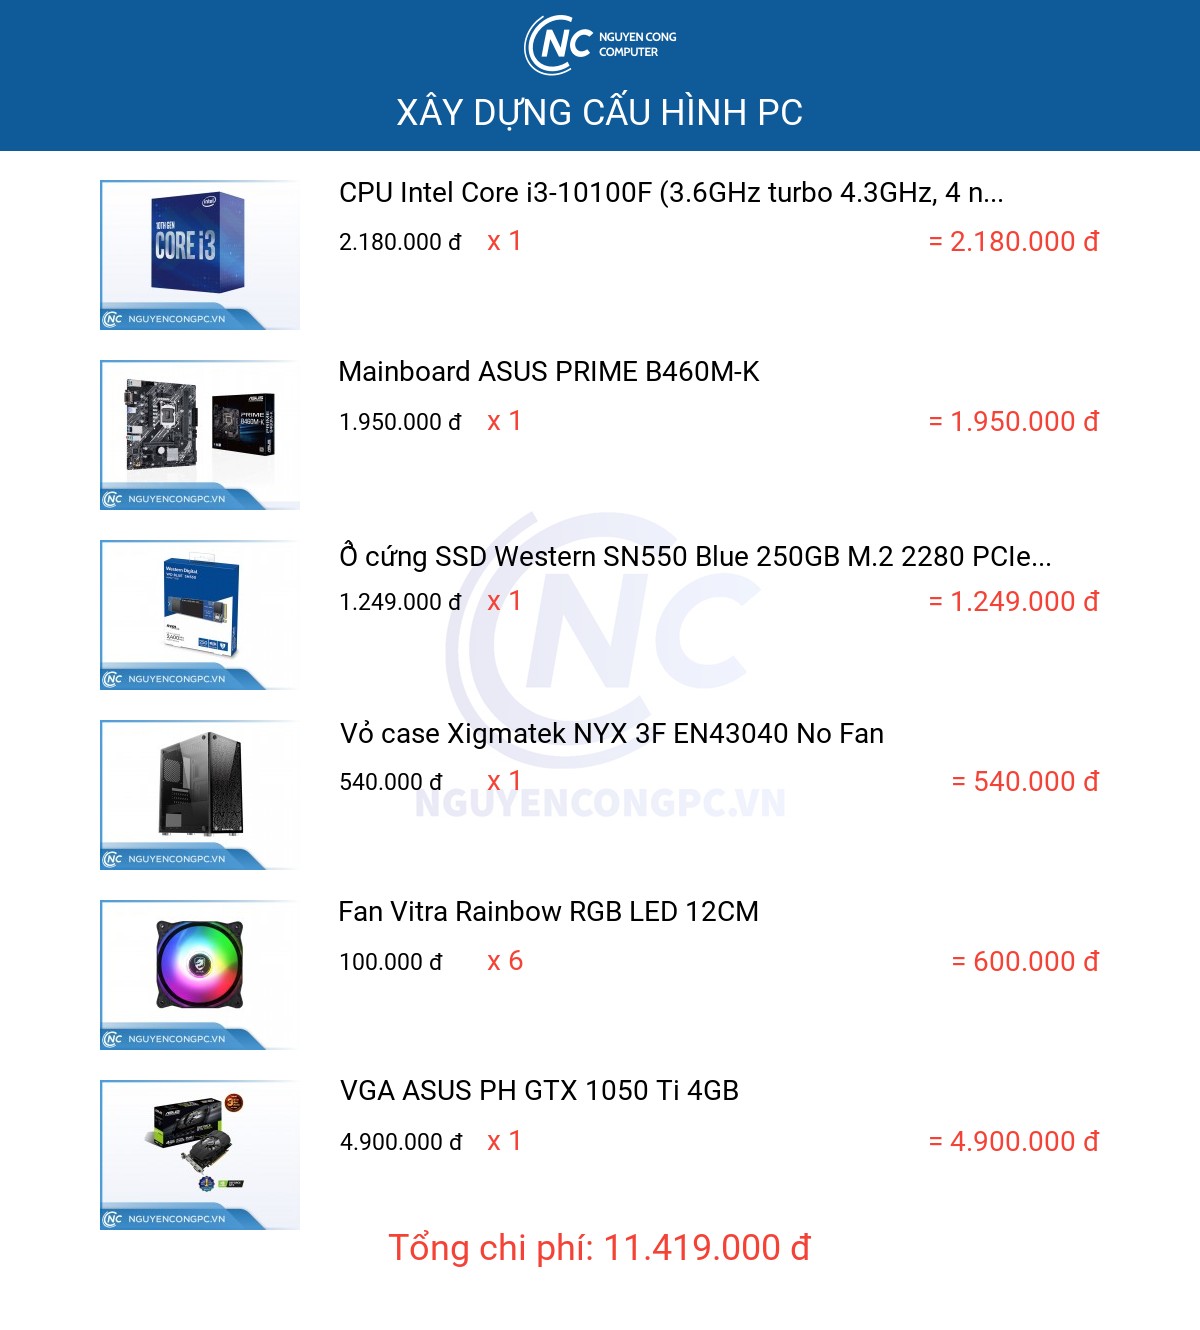 NC NGUYEN CONG
COMPUTER
XÂY DỰNG CẤU HÌNH PC
CPU Intel Core i3-10100F (3.6GHz turbo 4.3GHz, 4 n...
2.180.000 đ x 1 = 2.180.000 đ
intel
10TH GEN
CORE i3
NC NGUYENCONGPC.VN
Mainboard ASUS PRIME B460M-K
1.950.000 đ x 1 = 1.950.000 đ
ASUS
PRIME
B460M-K
NC NGUYENCONGPC.VN
Ổ cứng SSD Western SN550 Blue 250GB M.2 2280 PCIe...
1.249.000 đ x 1 = 1.249.000 đ
Western Digital
NC NGUYENCONGPC.VN
NC
Vỏ case Xigmatek NYX 3F EN43040 No Fan
540.000 đ x 1 = 540.000 đ
NGUYENCONGPC.VN
NC NGUYENCONGPC.VN
Fan Vitra Rainbow RGB LED 12CM
100.000 đ x 6 = 600.000 đ
NC NGUYENCONGPC.VN
VGA ASUS PH GTX 1050 Ti 4GB
4.900.000 đ x 1 = 4.900.000 đ
NC NGUYENCONGPC.VN
Tổng chi phí: 11.419.000 đ